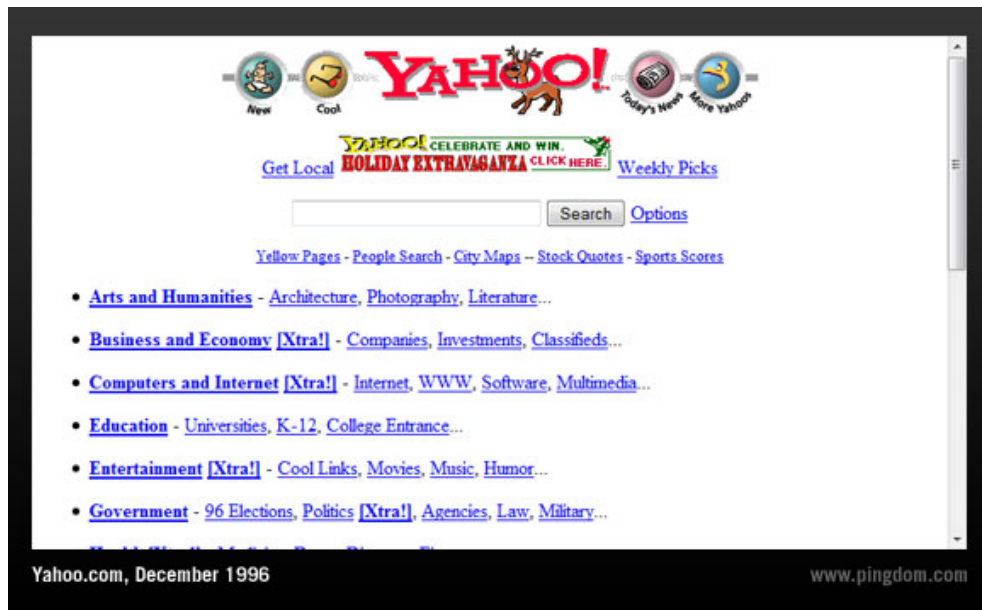 New Cool YAHOO! Today's News More Yahoos
Get Local YAHOO! CELEBRATE AND WIN. HOLIDAY EXTRAVAGANZA CLICK HERE. Weekly Picks
Search Options
Yellow Pages - People Search - City Maps -- Stock Quotes - Sports Scores
• Arts and Humanities - Architecture, Photography, Literature...
• Business and Economy [Xtra!] - Companies, Investments, Classifieds...
• Computers and Internet [Xtra!] - Internet, WWW, Software, Multimedia...
• Education - Universities, K-12, College Entrance...
• Entertainment [Xtra!] - Cool Links, Movies, Music, Humor...
• Government - 96 Elections, Politics [Xtra!], Agencies, Law, Military...
Yahoo.com, December 1996
www.pingdom.com